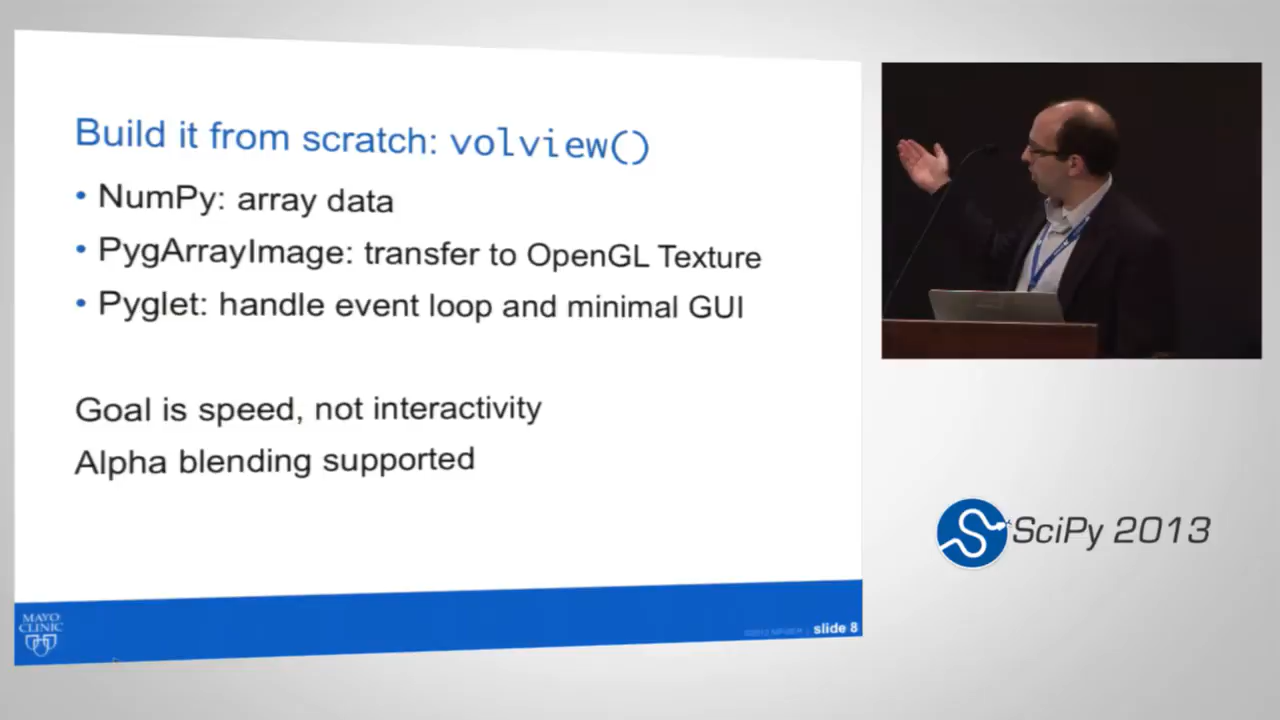 Build it from scratch: volview()
• NumPy: array data
• PygArrayImage: transfer to OpenGL Texture
• Pyglet: handle event loop and minimal GUI
Goal is speed, not interactivity
Alpha blending supported
MAYO
CLINIC
slide 8
SciPy 2013